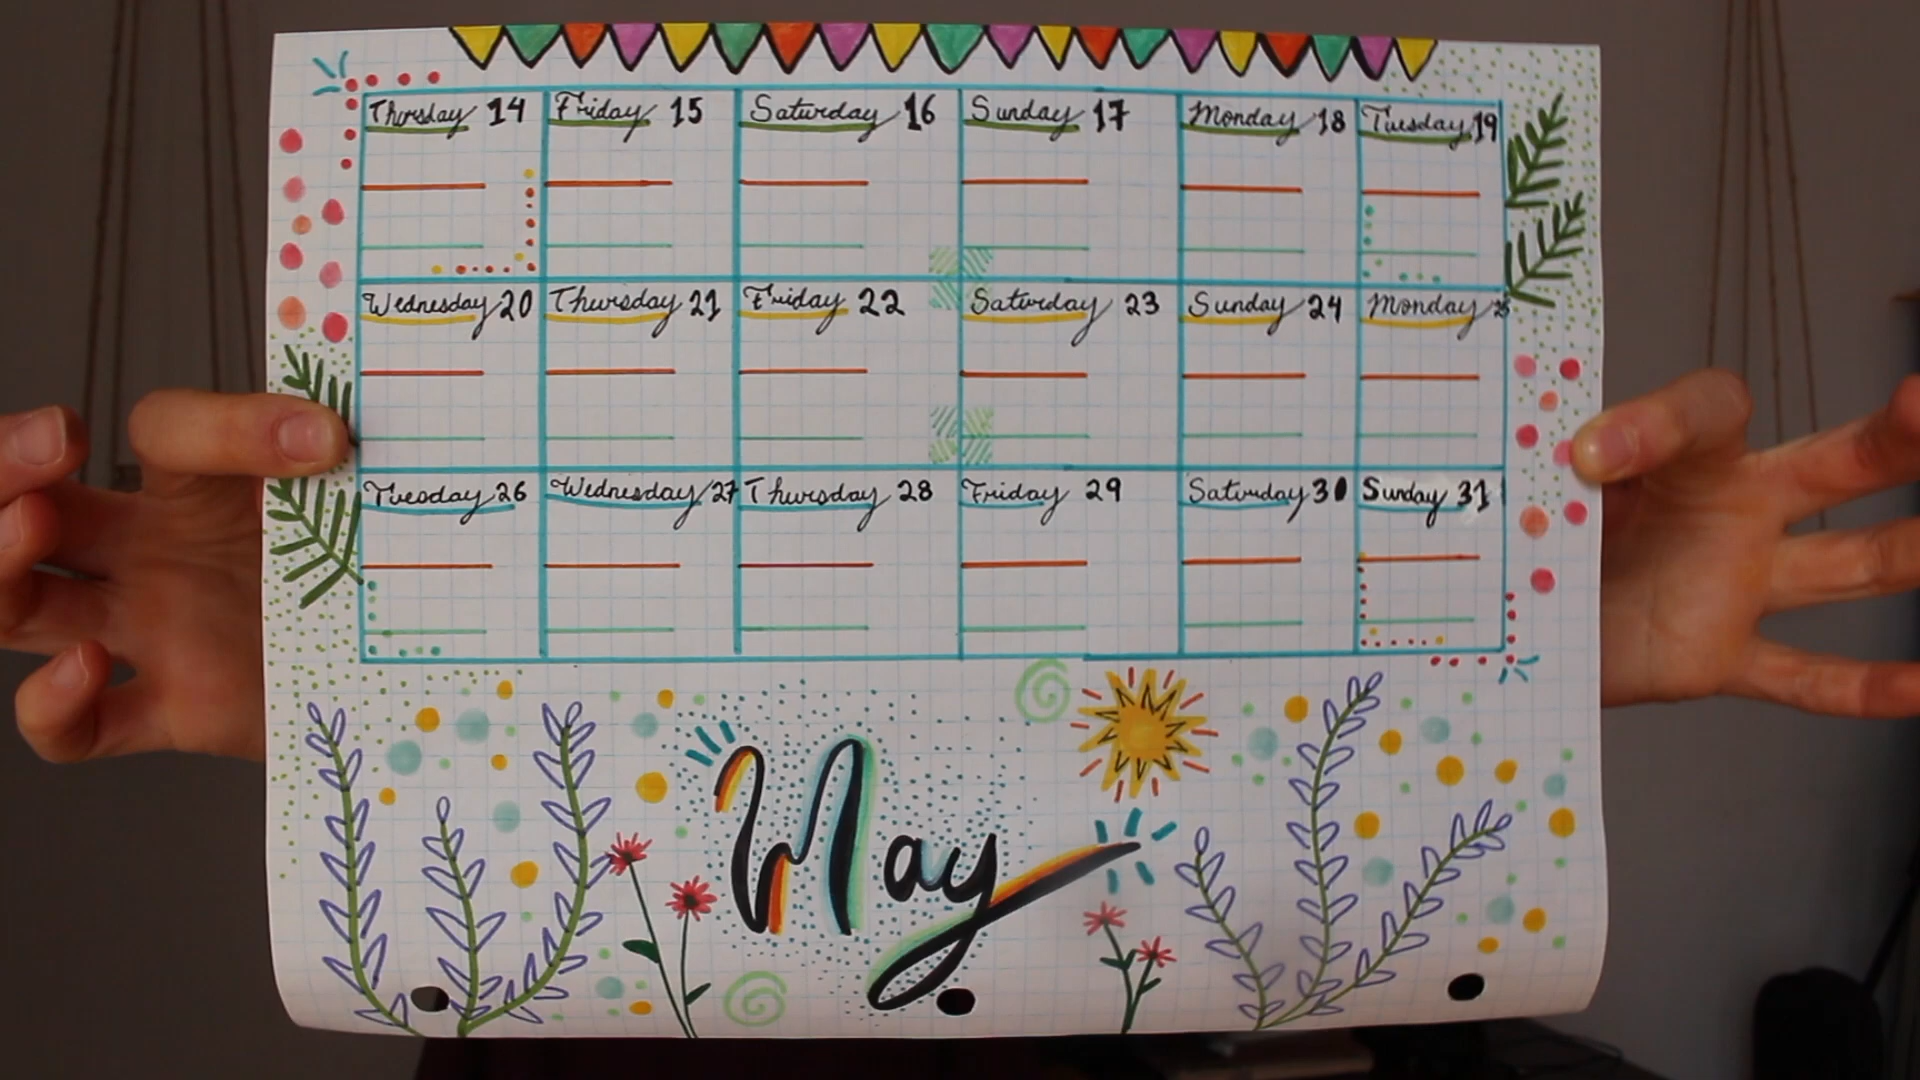 Thursday 14 Friday 15 Saturday 16 Sunday 17 Monday 18 Tuesday 19
Wednesday 20 Thursday 21 Friday 22 Saturday 23 Sunday 24 Monday 25
Tuesday 26 Wednesday 27 Thursday 28 Friday 29 Saturday 30 Sunday 31
May